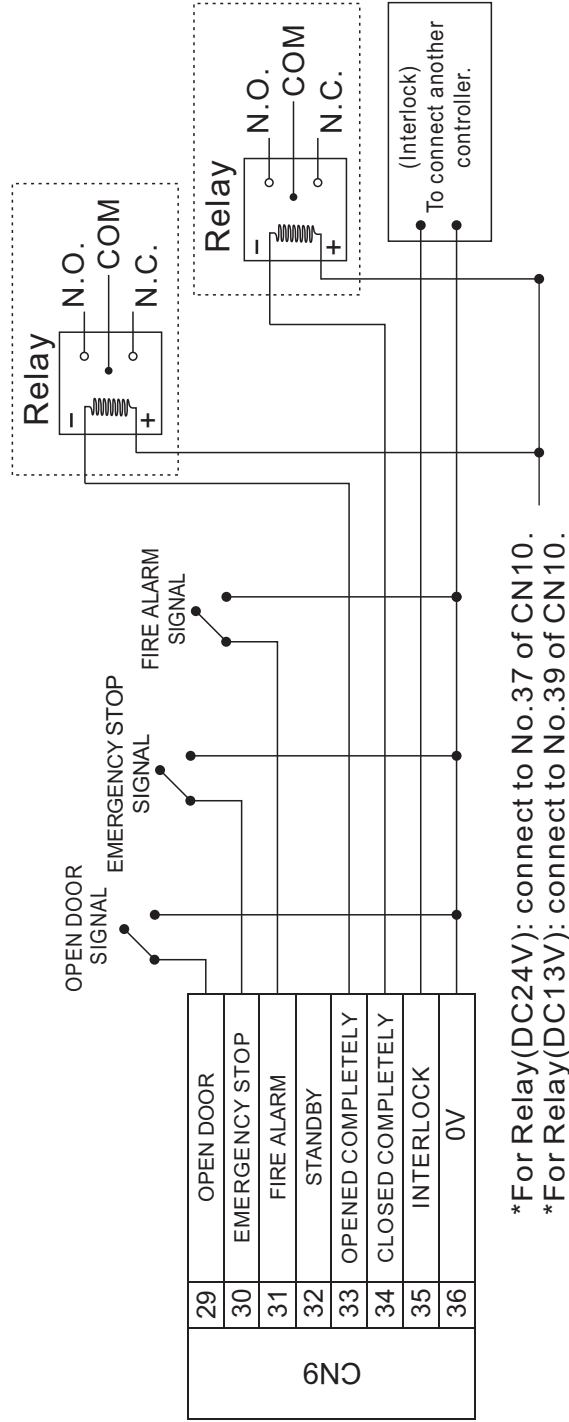 CN9
29 OPEN DOOR
30 EMERGENCY STOP
31 FIRE ALARM
32 STANDBY
33 OPENED COMPLETELY
34 CLOSED COMPLETELY
35 INTERLOCK
36 0V
OPEN DOOR
SIGNAL
EMERGENCY STOP
SIGNAL
FIRE ALARM
SIGNAL
Relay
−
+
N.O.
COM
N.C.
Relay
−
+
N.O.
COM
N.C.
(Interlock)
To connect another
controller.
*For Relay(DC24V): connect to No.37 of CN10.
*For Relay(DC13V): connect to No.39 of CN10.